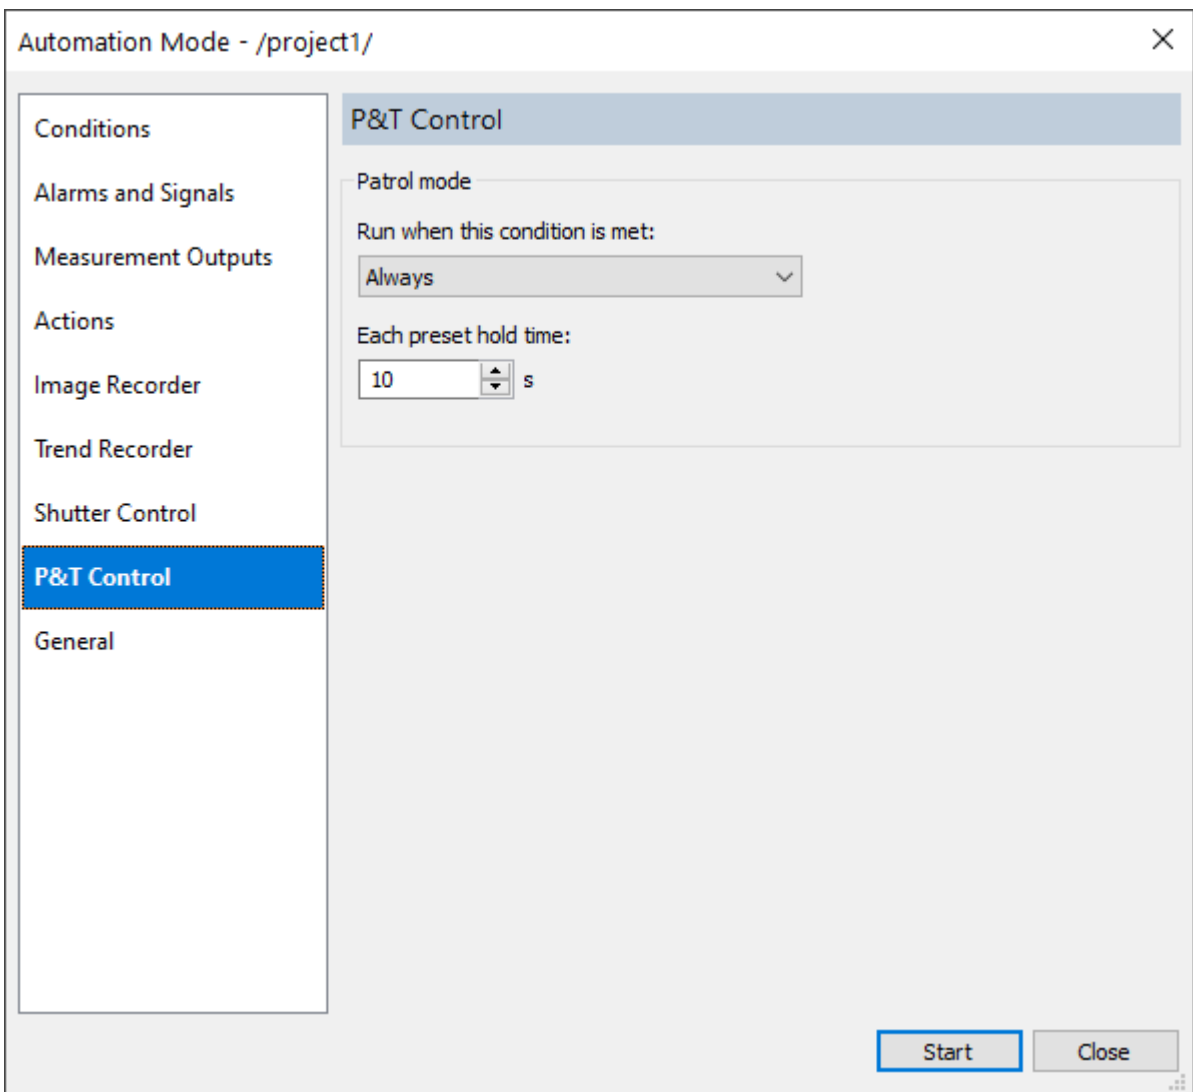 Automation Mode - /project1/
Conditions
Alarms and Signals
Measurement Outputs
Actions
Image Recorder
Trend Recorder
Shutter Control
P&T Control
General
P&T Control
Patrol mode
Run when this condition is met:
Always
Each preset hold time:
10 s
Start Close